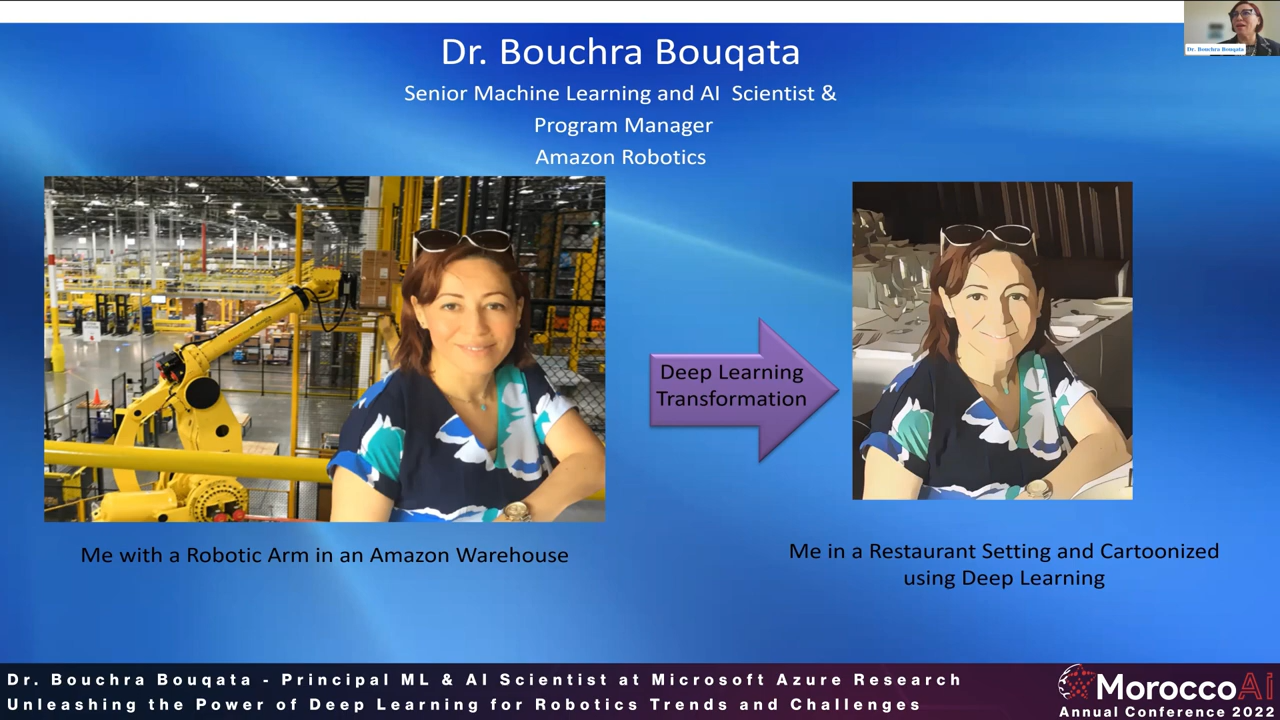 Dr. Bouchra Bouqata
Dr. Bouchra Bouqata
Senior Machine Learning and AI Scientist &
Program Manager
Amazon Robotics
Deep Learning
Transformation
Me with a Robotic Arm in an Amazon Warehouse
Me in a Restaurant Setting and Cartoonized
using Deep Learning
Dr. Bouchra Bouqata - Principal ML & AI Scientist at Microsoft Azure Research
Unleashing the Power of Deep Learning for Robotics Trends and Challenges
MoroccoAi
Annual Conference 2022